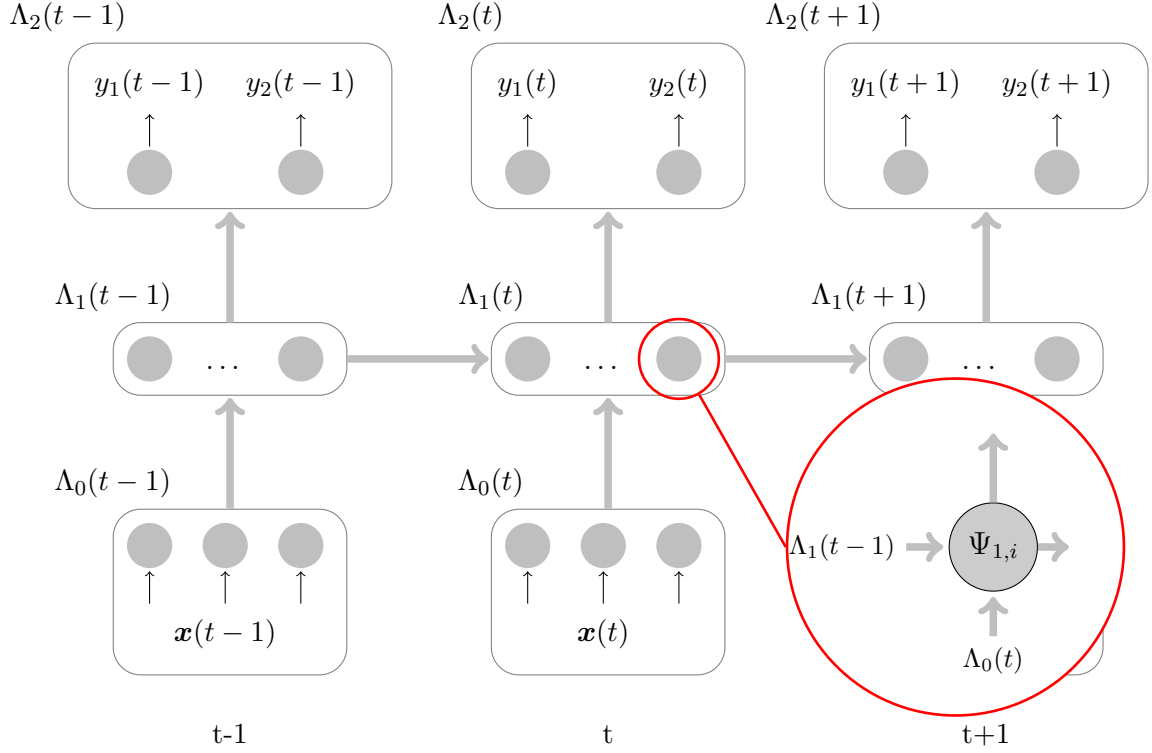 Λ₂(t − 1) Λ₂(t) Λ₂(t + 1)
y₁(t − 1) y₂(t − 1) y₁(t) y₂(t) y₁(t + 1) y₂(t + 1)
Λ₁(t − 1) Λ₁(t) Λ₁(t + 1)
... ... ...
Λ₀(t − 1) Λ₀(t)
Λ₁(t − 1) Ψ₁,ᵢ
x(t − 1) x(t)
Λ₀(t)
t-1 t t+1